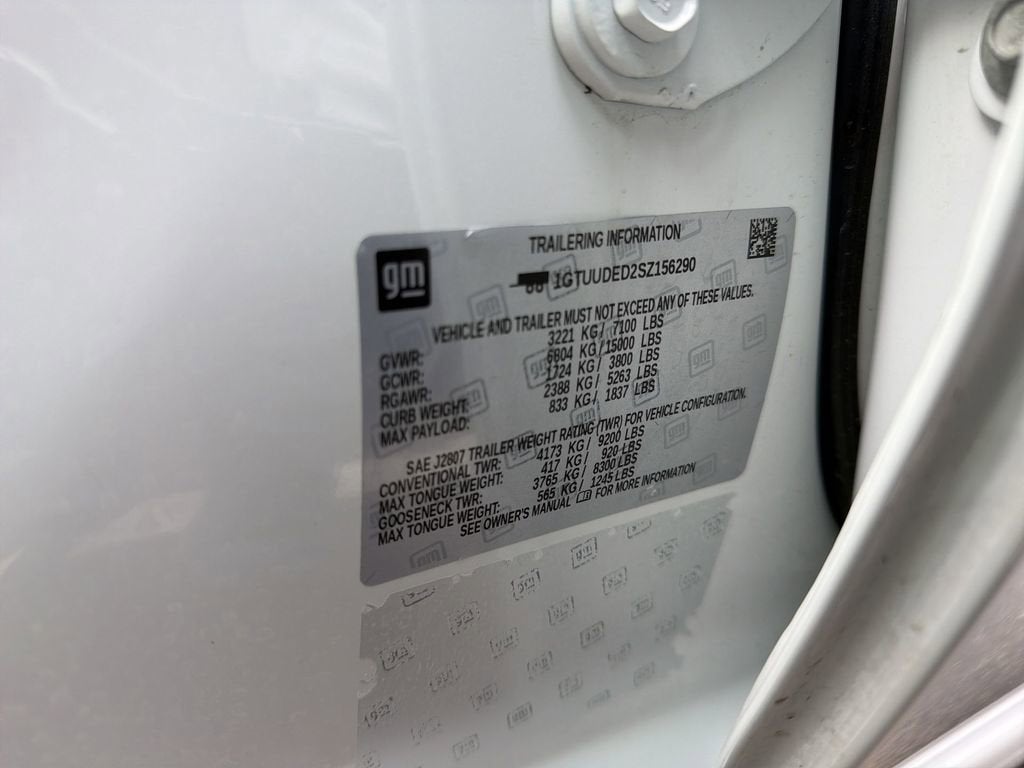 gm
TRAILERING INFORMATION
1GTUUDED2SZ156290
VEHICLE AND TRAILER MUST NOT EXCEED ANY OF THESE VALUES.
GVWR: 3221 KG/ 7100 LBS
GCWR: 6804 KG/15000 LBS
RGAWR: 1724 KG/ 3800 LBS
CURB WEIGHT: 2388 KG/ 5263 LBS
MAX PAYLOAD: 833 KG/ 1837 LBS
SAE J2807 TRAILER WEIGHT RATING (TWR) FOR VEHICLE CONFIGURATION.
CONVENTIONAL TWR: 4173 KG/ 9200 LBS
MAX TONGUE WEIGHT: 417 KG/ 920 LBS
GOOSENECK TWR: 3765 KG/ 8300 LBS
MAX TONGUE WEIGHT: 565 KG/ 1245 LBS
SEE OWNER'S MANUAL FOR MORE INFORMATION